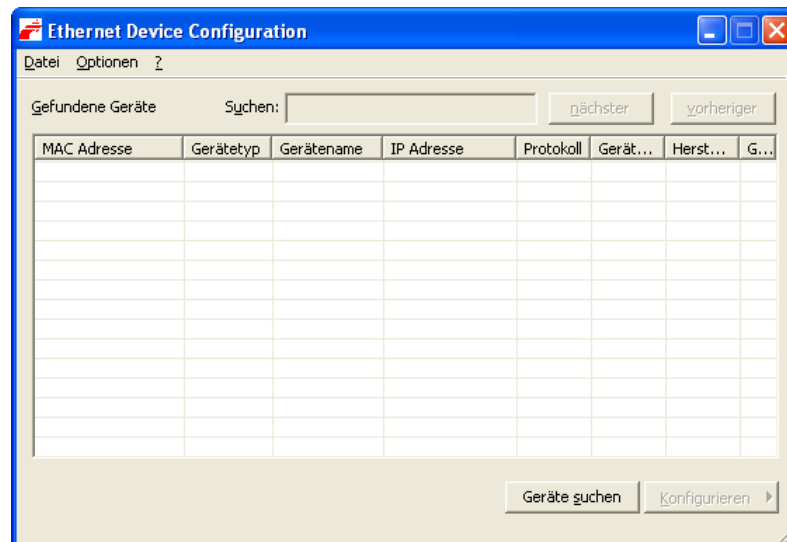 Ethernet Device Configuration
Datei Optionen ?
Gefundene Geräte Suchen: nächster vorheriger
MAC Adresse Gerätetyp Gerätename IP Adresse Protokoll Gerät... Herst... G...
Geräte suchen Konfigurieren